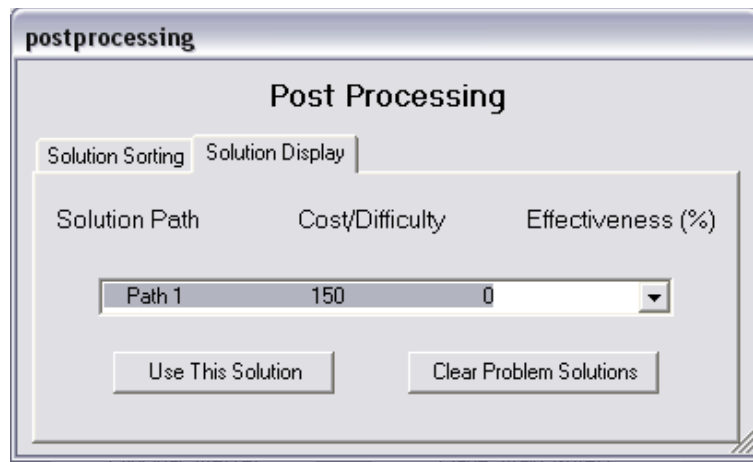 postprocessing
Post Processing
Solution Sorting Solution Display
Solution Path Cost/Difficulty Effectiveness (%)
Path 1 150 0
Use This Solution Clear Problem Solutions